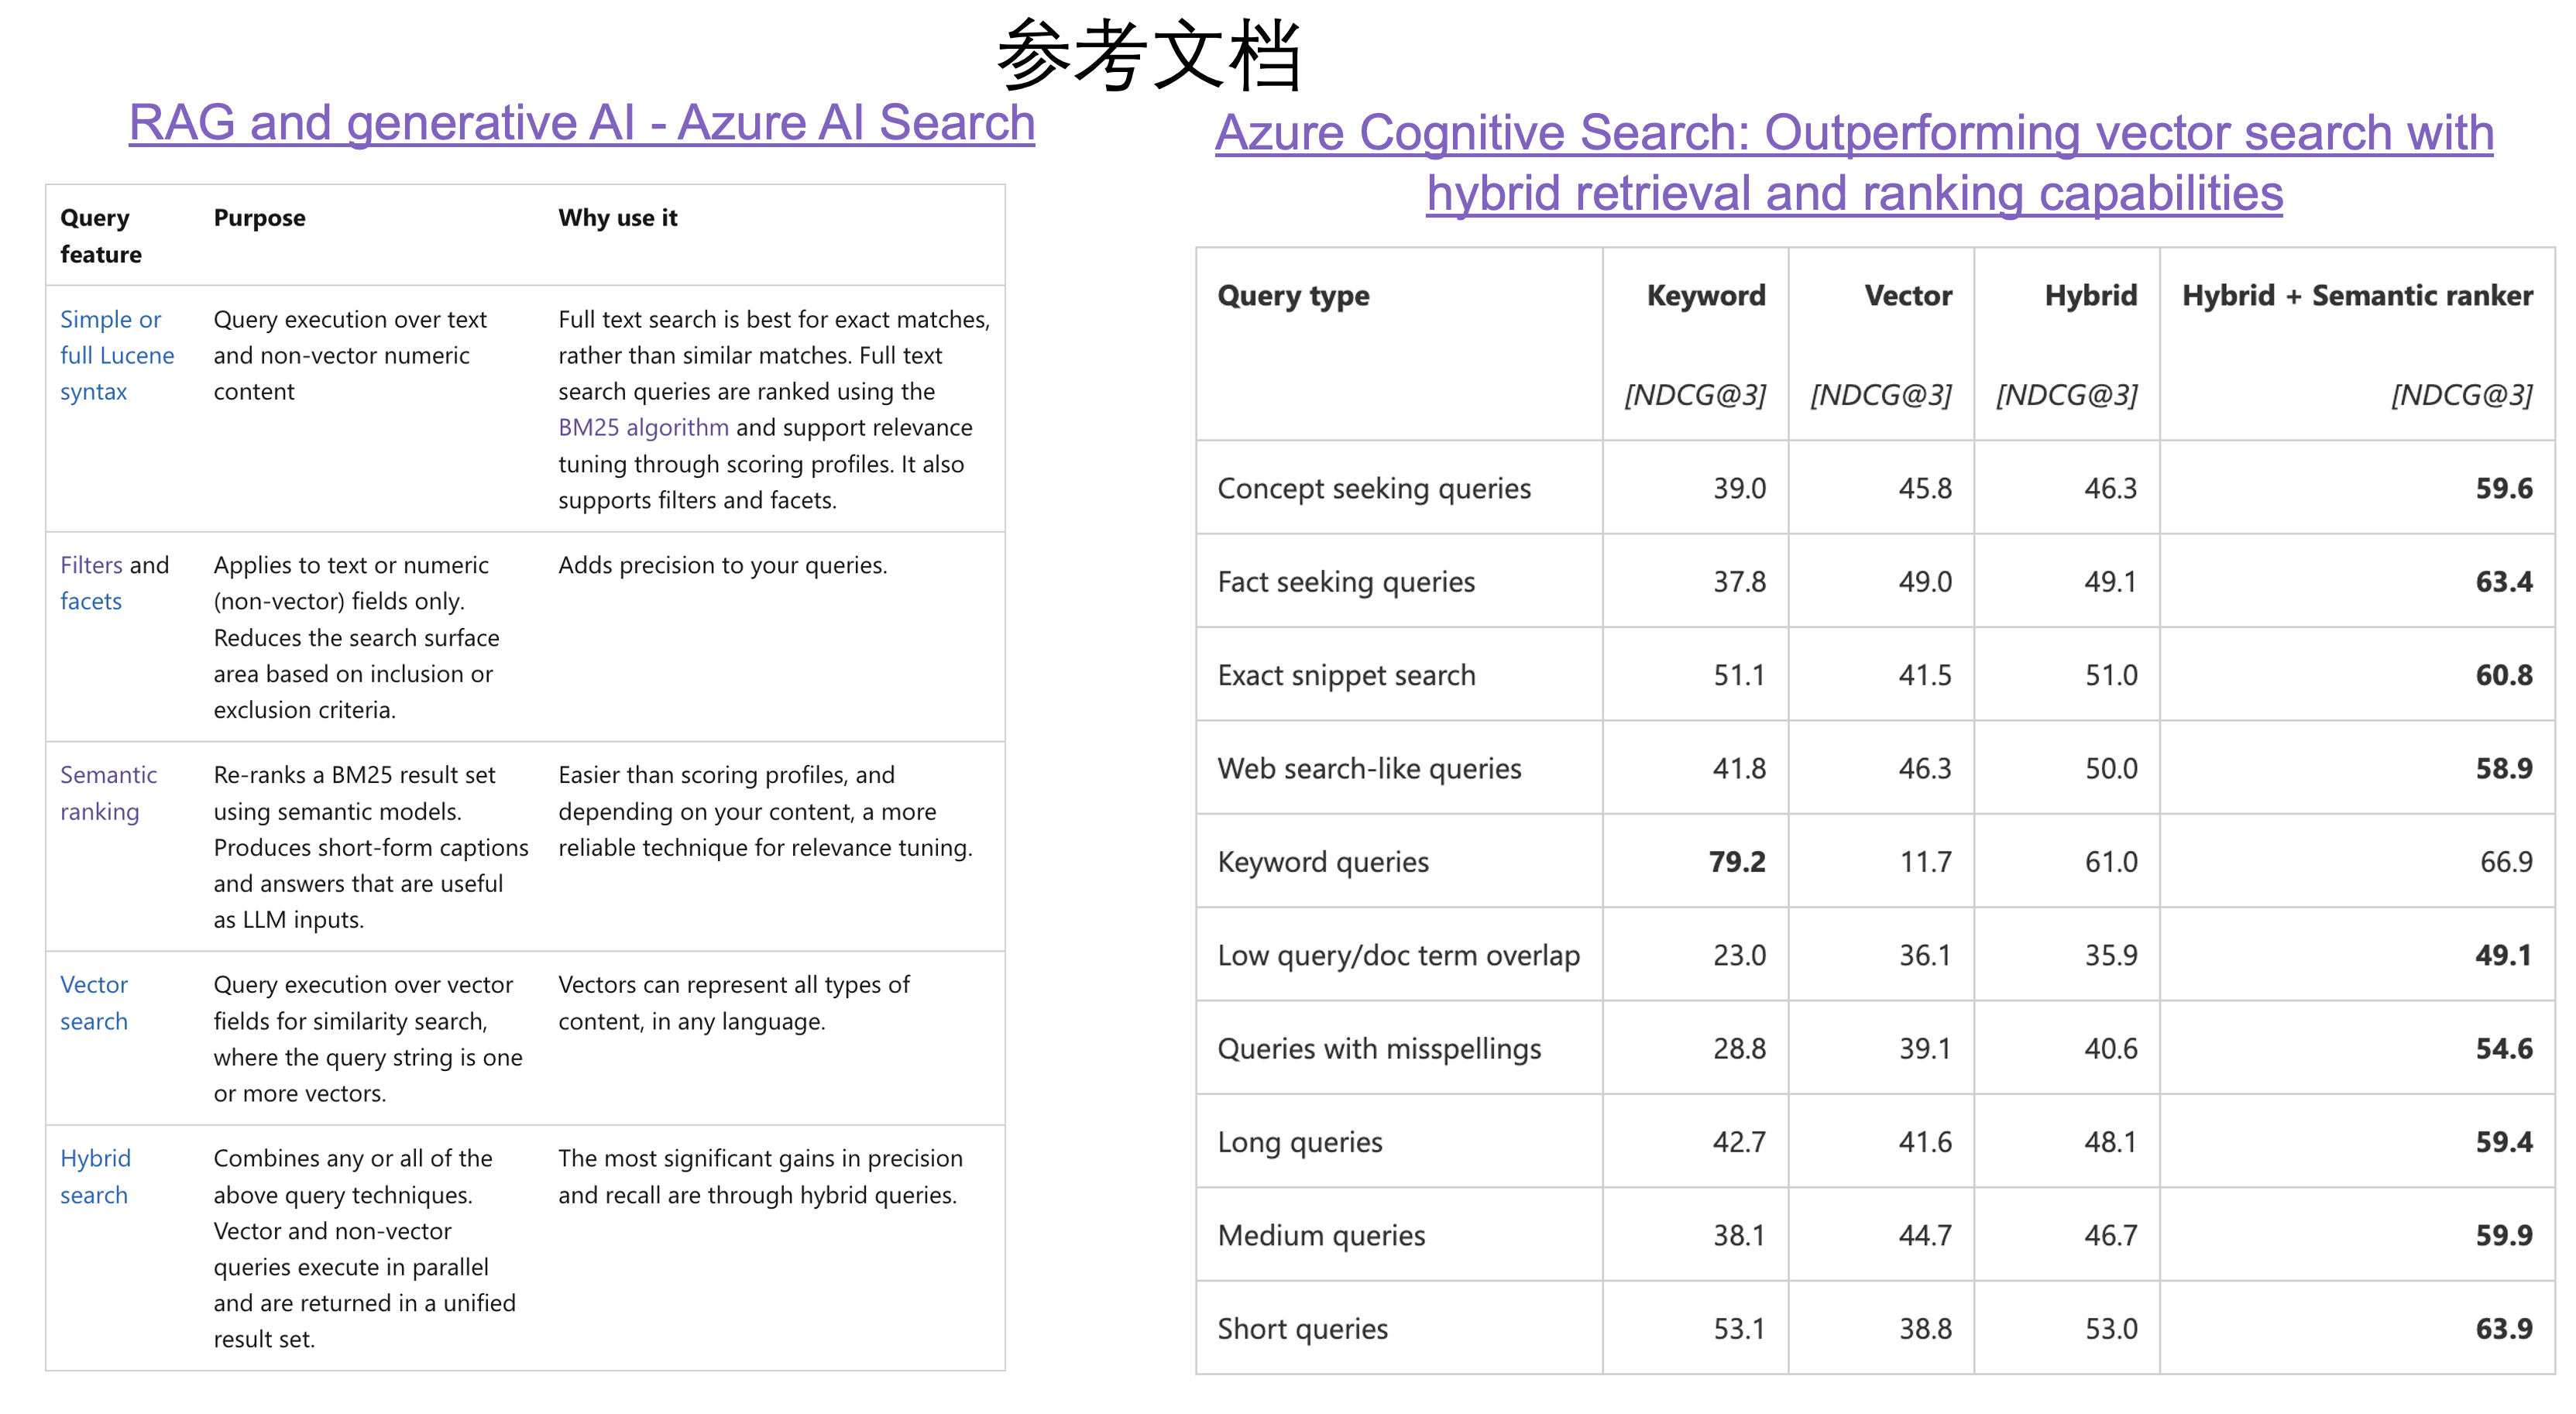 参考文档
RAG and generative AI - Azure AI Search
Query feature Purpose Why use it
Simple or
full Lucene
syntax
Query execution over text
and non-vector numeric
content
Full text search is best for exact matches,
rather than similar matches. Full text
search queries are ranked using the
BM25 algorithm and support relevance
tuning through scoring profiles. It also
supports filters and facets.
Filters and
facets
Applies to text or numeric
(non-vector) fields only.
Reduces the search surface
area based on inclusion or
exclusion criteria.
Adds precision to your queries.
Semantic
ranking
Re-ranks a BM25 result set
using semantic models.
Produces short-form captions
and answers that are useful
as LLM inputs.
Easier than scoring profiles, and
depending on your content, a more
reliable technique for relevance tuning.
Vector
search
Query execution over vector
fields for similarity search,
where the query string is one
or more vectors.
Vectors can represent all types of
content, in any language.
Hybrid
search
Combines any or all of the
above query techniques.
Vector and non-vector
queries execute in parallel
and are returned in a unified
result set.
The most significant gains in precision
and recall are through hybrid queries.
Azure Cognitive Search: Outperforming vector search with
hybrid retrieval and ranking capabilities
Query type Keyword Vector Hybrid Hybrid + Semantic ranker
[NDCG@3] [NDCG@3] [NDCG@3] [NDCG@3]
Concept seeking queries 39.0 45.8 46.3 59.6
Fact seeking queries 37.8 49.0 49.1 63.4
Exact snippet search 51.1 41.5 51.0 60.8
Web search-like queries 41.8 46.3 50.0 58.9
Keyword queries 79.2 11.7 61.0 66.9
Low query/doc term overlap 23.0 36.1 35.9 49.1
Queries with misspellings 28.8 39.1 40.6 54.6
Long queries 42.7 41.6 48.1 59.4
Medium queries 38.1 44.7 46.7 59.9
Short queries 53.1 38.8 53.0 63.9